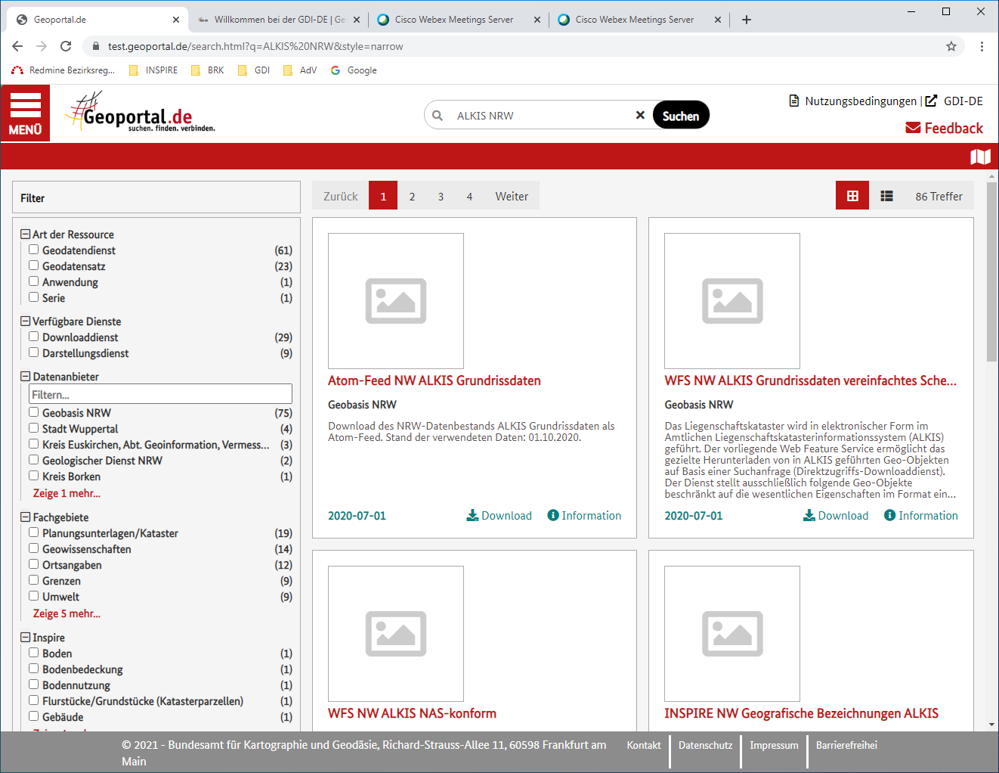 Geoportal.de
Willkommen bei der GDI-DE | Ge
Cisco Webex Meetings Server
Cisco Webex Meetings Server
test.geoportal.de/search.html?q=ALKIS%20NRW&style=narrow
Redmine Bezirksreg...
INSPIRE
BRK
GDI
AdV
Google
MENÜ
Geoportal.de
suchen. finden. verbinden.
ALKIS NRW
Suchen
Nutzungsbedingungen | GDI-DE
Feedback
Filter
Zurück 1 2 3 4 Weiter
86 Treffer
Art der Ressource
Geodatendienst (61)
Geodatensatz (23)
Anwendung (1)
Serie (1)
Verfügbare Dienste
Downloaddienst (29)
Darstellungsdienst (9)
Datenanbieter
Filtern...
Geobasis NRW (75)
Stadt Wuppertal (4)
Kreis Euskirchen, Abt. Geoinformation, Vermess... (3)
Geologischer Dienst NRW (2)
Kreis Borken (1)
Zeige 1 mehr...
Fachgebiete
Planungsunterlagen/Kataster (19)
Geowissenschaften (14)
Ortsangaben (12)
Grenzen (9)
Umwelt (9)
Zeige 5 mehr...
Inspire
Boden (1)
Bodenbedeckung (1)
Bodennutzung (1)
Flurstücke/Grundstücke (Katasterparzellen) (1)
Gebäude (1)
Atom-Feed NW ALKIS Grundrissdaten
Geobasis NRW
Download des NRW-Datenbestands ALKIS Grundrissdaten als
Atom-Feed. Stand der verwendeten Daten: 01.10.2020.
2020-07-01 Download Information
WFS NW ALKIS Grundrissdaten vereinfachtes Sche...
Geobasis NRW
Das Liegenschaftskataster wird in elektronischer Form im
Amtlichen Liegenschaftskatasterinformationssystem (ALKIS)
geführt. Der vorliegende Web Feature Service ermöglicht das
gezielte Herunterladen von in ALKIS geführten Geo-Objekten
auf Basis einer Suchanfrage (Direktzugriffs-Downloaddienst).
Der Dienst stellt ausschließlich folgende Geo-Objekte
beschränkt auf die wesentlichen Eigenschaften im Format ein...
2020-07-01 Download Information
WFS NW ALKIS NAS-konform
INSPIRE NW Geografische Bezeichnungen ALKIS
© 2021 - Bundesamt für Kartographie und Geodäsie, Richard-Strauss-Allee 11, 60598 Frankfurt am
Main
Kontakt
Datenschutz
Impressum
Barrierefreihei